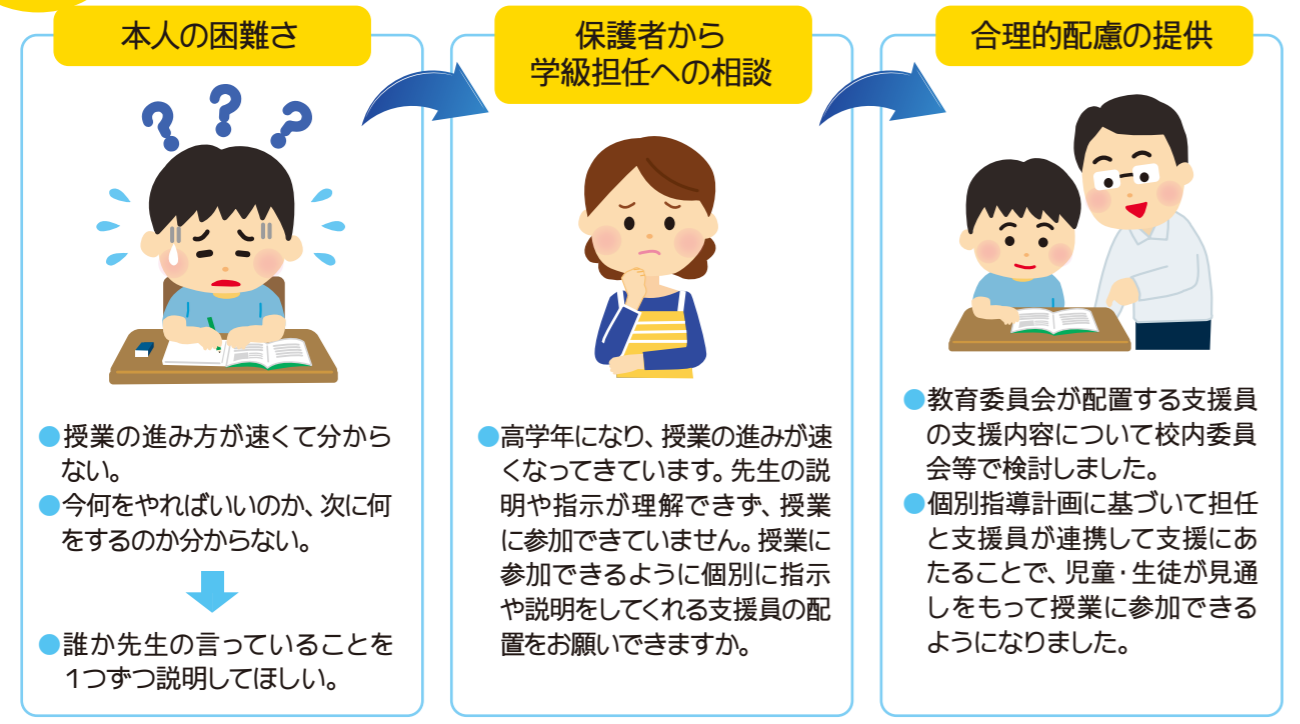 本人の困難さ
●授業の進み方が速くて分から
ない。
●今何をやればいいのか、次に何
をするのか分からない。
●誰か先生の言っていることを
1つずつ説明してほしい。
保護者から
学級担任への相談
●高学年になり、授業の進みが速
くなってきています。先生の説
明や指示が理解できず、授業
に参加できていません。授業に
参加できるように個別に指示
や説明をしてくれる支援員の配
置をお願いできますか。
合理的配慮の提供
●教育委員会が配置する支援員
の支援内容について校内委員
会等で検討しました。
●個別指導計画に基づいて担任
と支援員が連携して支援にあ
たることで、児童・生徒が見通
しをもって授業に参加できる
ようになりました。